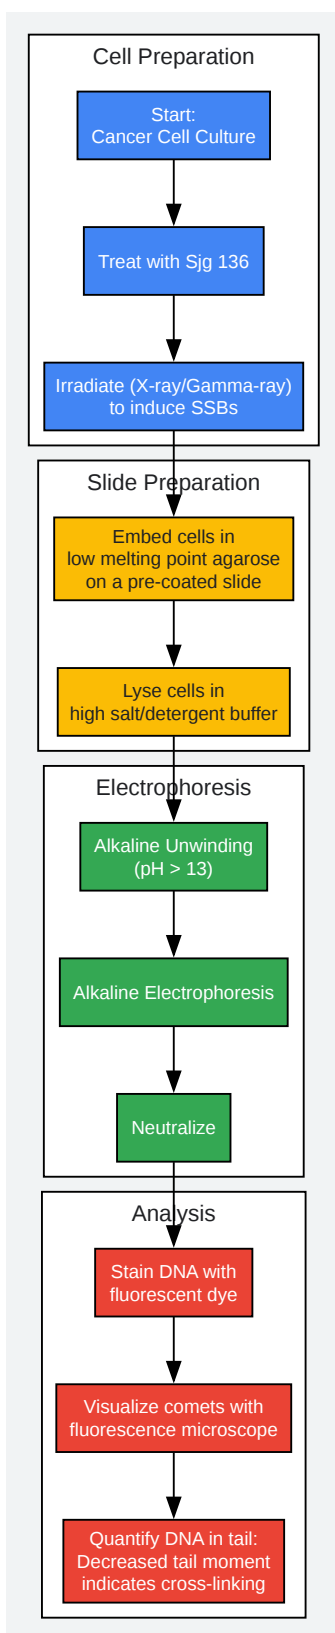 Cell Preparation
Start:
Cancer Cell Culture
Treat with Sjg 136
Irradiate (X-ray/Gamma-ray)
to induce SSBs
Slide Preparation
Embed cells in
low melting point agarose
on a pre-coated slide
Lyse cells in
high salt/detergent buffer
Electrophoresis
Alkaline Unwinding
(pH > 13)
Alkaline Electrophoresis
Neutralize
Analysis
Stain DNA with
fluorescent dye
Visualize comets with
fluorescence microscope
Quantify DNA in tail:
Decreased tail moment
indicates cross-linking